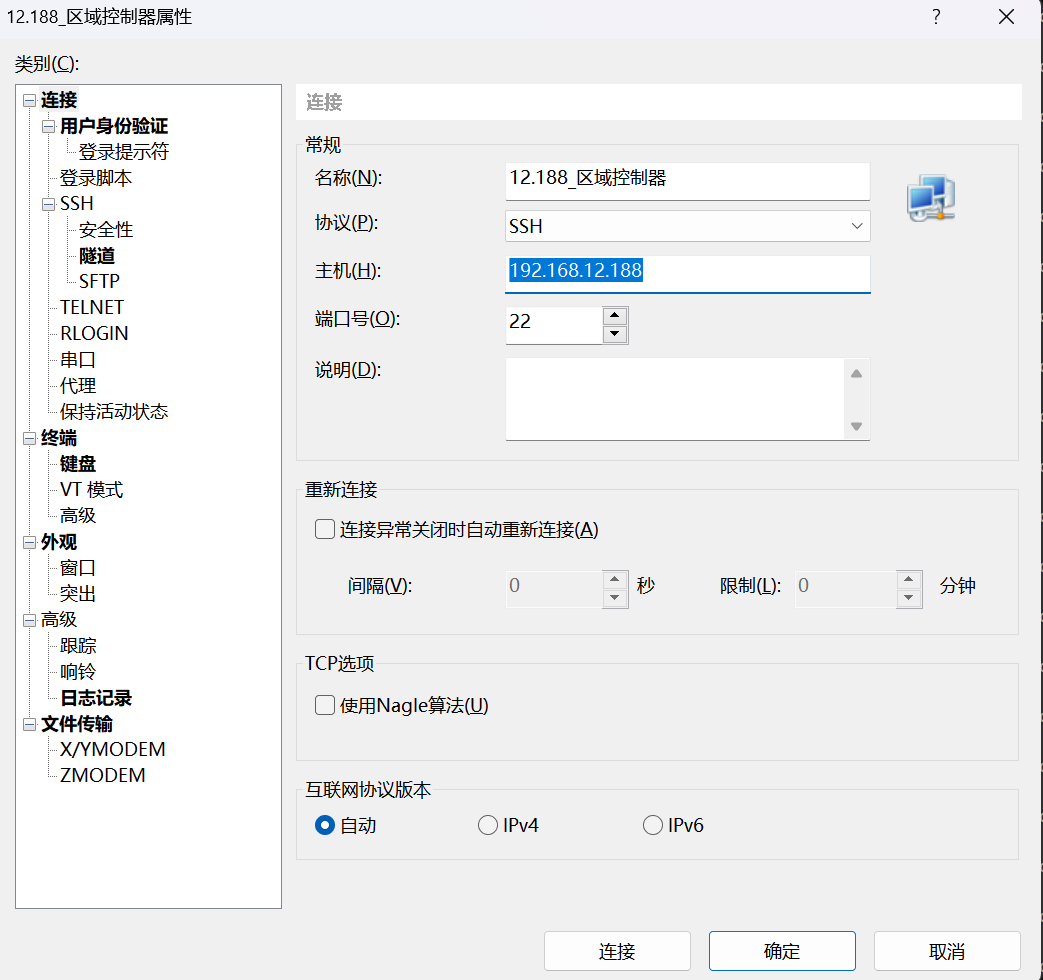 12.188_区域控制器属性
?
类别(C):
连接
用户身份验证
登录提示符
登录脚本
SSH
安全性
隧道
SFTP
TELNET
RLOGIN
串口
代理
保持活动状态
终端
键盘
VT 模式
高级
外观
窗口
突出
高级
跟踪
响铃
日志记录
文件传输
X/YMODEM
ZMODEM
连接
常规
名称(N): 12.188_区域控制器
协议(P): SSH
主机(H): 192.168.12.188
端口号(O): 22
说明(D):
重新连接
连接异常关闭时自动重新连接(A)
间隔(V): 0 秒 限制(L): 0 分钟
TCP选项
使用Nagle算法(U)
互联网协议版本
自动 IPv4 IPv6
连接 确定 取消